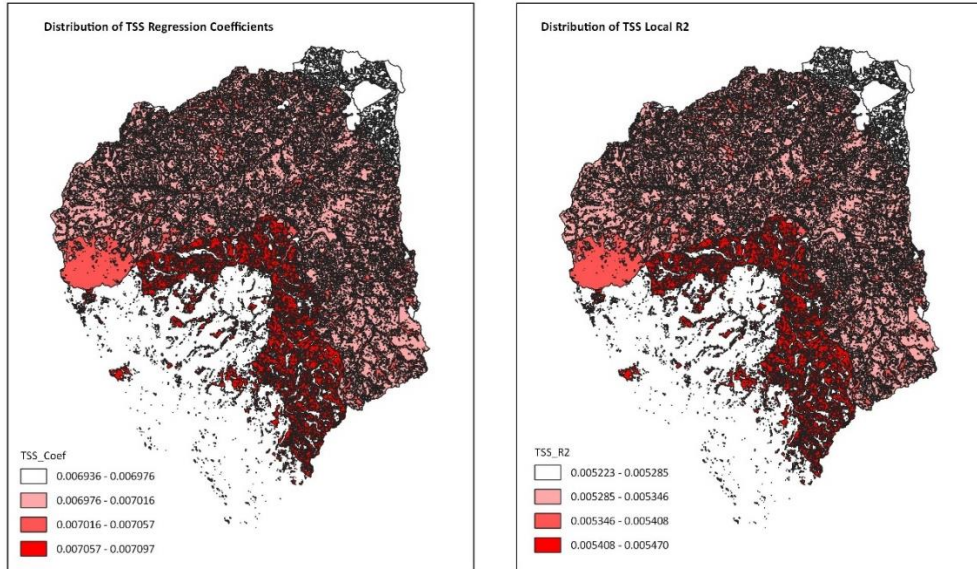 Distribution of TSS Regression Coefficients
TSS_Coef
0.006936 - 0.006976
0.006976 - 0.007016
0.007016 - 0.007057
0.007057 - 0.007097
Distribution of TSS Local R2
TSS_R2
0.005223 - 0.005285
0.005285 - 0.005346
0.005346 - 0.005408
0.005408 - 0.005470